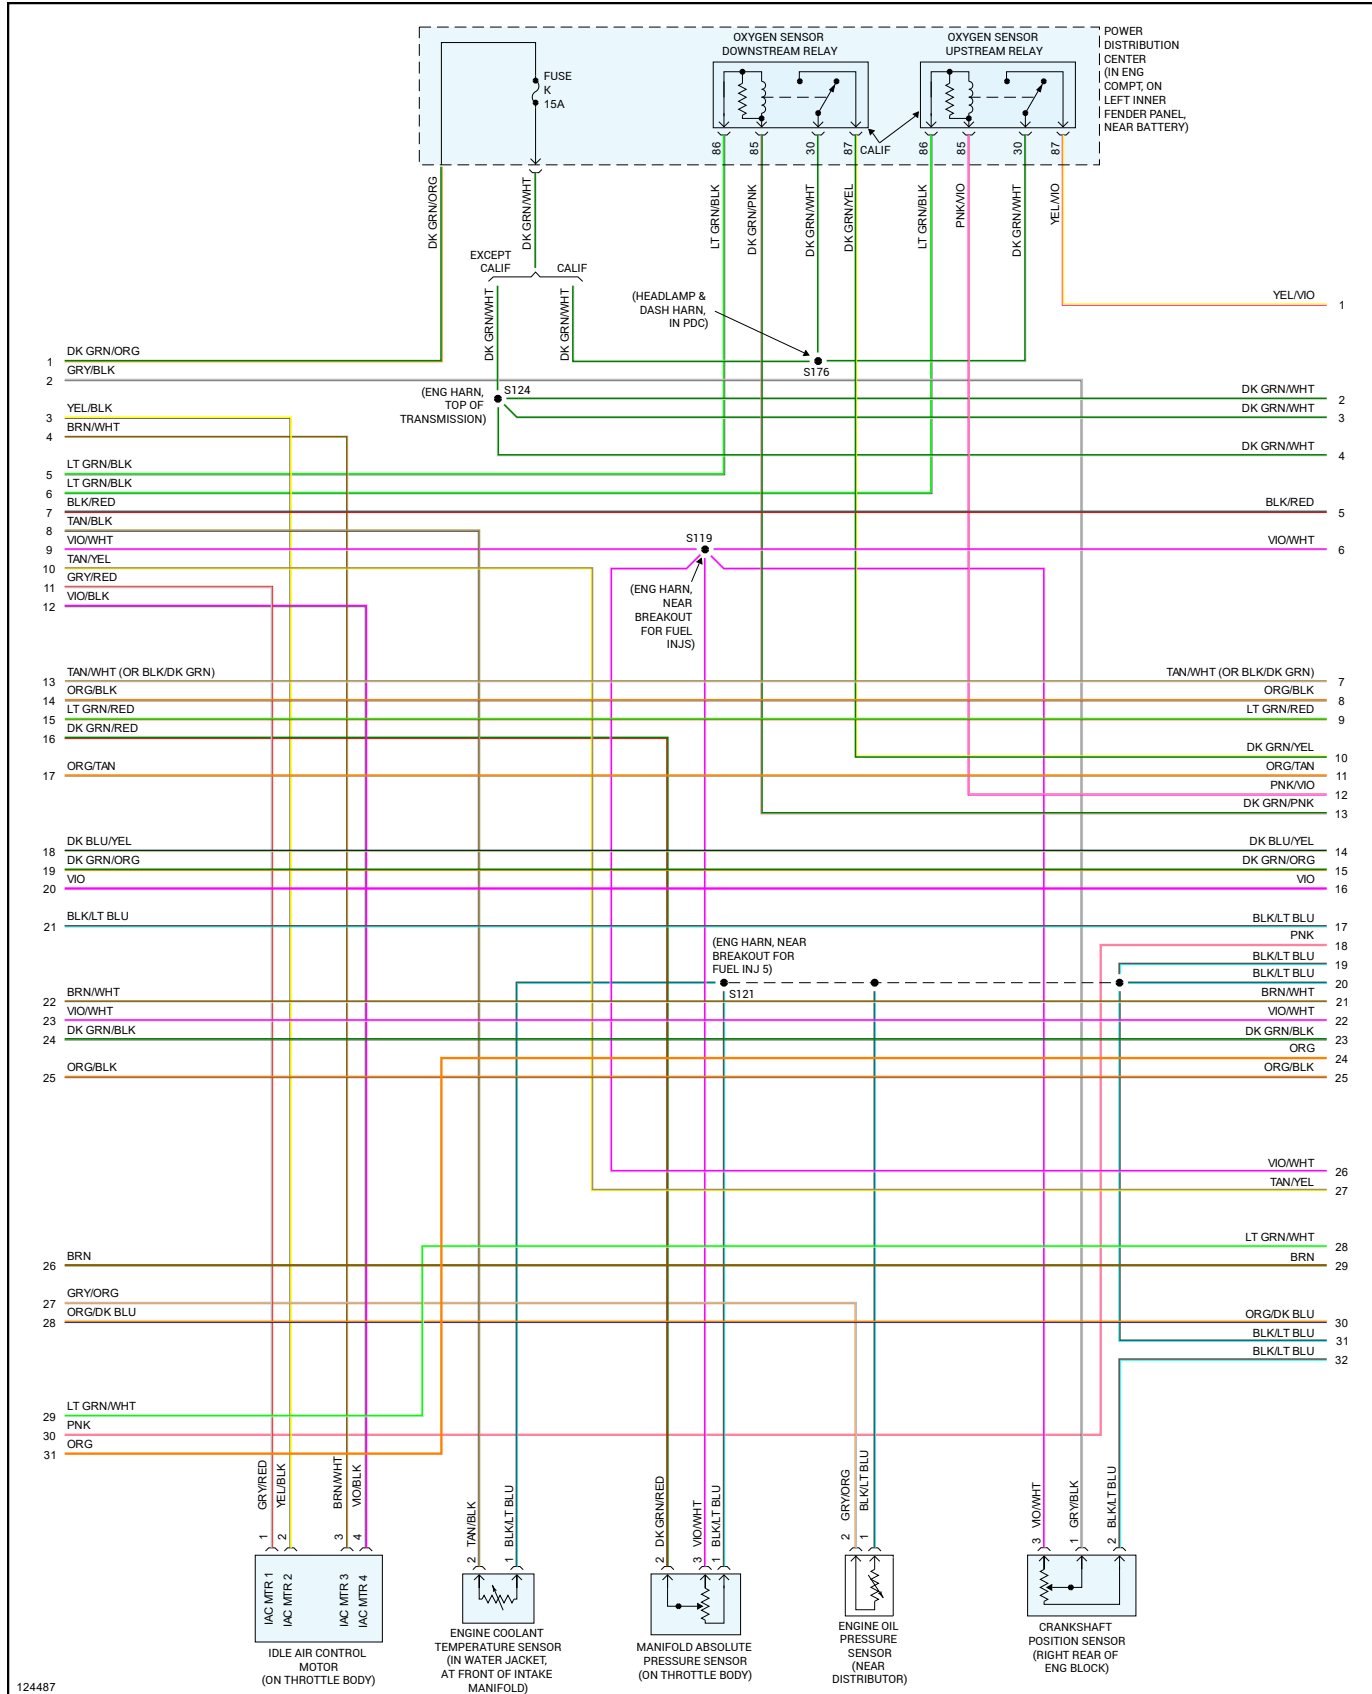 OXYGEN SENSOR
DOWNSTREAM RELAY
OXYGEN SENSOR
UPSTREAM RELAY
POWER
DISTRIBUTION
CENTER
(IN ENG
COMPT, ON
LEFT INNER
FENDER PANEL,
NEAR BATTERY)
FUSE
K
15A
86
85
30
87
CALIF
86
85
30
87
DK GRN/ORG
DK GRN/WHT
LT GRN/BLK
DK GRN/PNK
DK GRN/WHT
DK GRN/YEL
LT GRN/BLK
PNK/VIO
DK GRN/WHT
YEL/VIO
EXCEPT
CALIF
CALIF
DK GRN/WHT
DK GRN/WHT
(HEADLAMP &
DASH HARN,
IN PDC)
S176
S124
(ENG HARN,
TOP OF
TRANSMISSION)
S119
(ENG HARN,
NEAR
BREAKOUT
FOR FUEL
INJS)
(ENG HARN, NEAR
BREAKOUT FOR
FUEL INJ 5)
S121
1 DK GRN/ORG
2 GRY/BLK
3 YEL/BLK
4 BRN/WHT
5 LT GRN/BLK
6 LT GRN/BLK
7 BLK/RED
8 TAN/BLK
9 VIO/WHT
10 TAN/YEL
11 GRY/RED
12 VIO/BLK
13 TAN/WHT (OR BLK/DK GRN)
14 ORG/BLK
15 LT GRN/RED
16 DK GRN/RED
17 ORG/TAN
18 DK BLU/YEL
19 DK GRN/ORG
20 VIO
21 BLK/LT BLU
22 BRN/WHT
23 VIO/WHT
24 DK GRN/BLK
25 ORG/BLK
26 BRN
27 GRY/ORG
28 ORG/DK BLU
29 LT GRN/WHT
30 PNK
31 ORG
YEL/VIO 1
DK GRN/WHT 2
DK GRN/WHT 3
DK GRN/WHT 4
BLK/RED 5
VIO/WHT 6
TAN/WHT (OR BLK/DK GRN) 7
ORG/BLK 8
LT GRN/RED 9
DK GRN/YEL 10
ORG/TAN 11
PNK/VIO 12
DK GRN/PNK 13
DK BLU/YEL 14
DK GRN/ORG 15
VIO 16
BLK/LT BLU 17
PNK 18
BLK/LT BLU 19
BLK/LT BLU 20
BRN/WHT 21
VIO/WHT 22
DK GRN/BLK 23
ORG 24
ORG/BLK 25
VIO/WHT 26
TAN/YEL 27
LT GRN/WHT 28
BRN 29
ORG/DK BLU 30
BLK/LT BLU 31
BLK/LT BLU 32
1 GRY/RED
2 YEL/BLK
3 BRN/WHT
4 VIO/BLK
IAC MTR 1
IAC MTR 2
IAC MTR 3
IAC MTR 4
IDLE AIR CONTROL
MOTOR
(ON THROTTLE BODY)
2 TAN/BLK
1 BLK/LT BLU
ENGINE COOLANT
TEMPERATURE SENSOR
(IN WATER JACKET,
AT FRONT OF INTAKE
MANIFOLD)
2 DK GRN/RED
3 VIO/WHT
1 BLK/LT BLU
MANIFOLD ABSOLUTE
PRESSURE SENSOR
(ON THROTTLE BODY)
2 GRY/ORG
1 BLK/LT BLU
ENGINE OIL
PRESSURE
SENSOR
(NEAR
DISTRIBUTOR)
3 VIO/WHT
1 GRY/BLK
2 BLK/LT BLU
CRANKSHAFT
POSITION SENSOR
(RIGHT REAR OF
ENG BLOCK)
124487